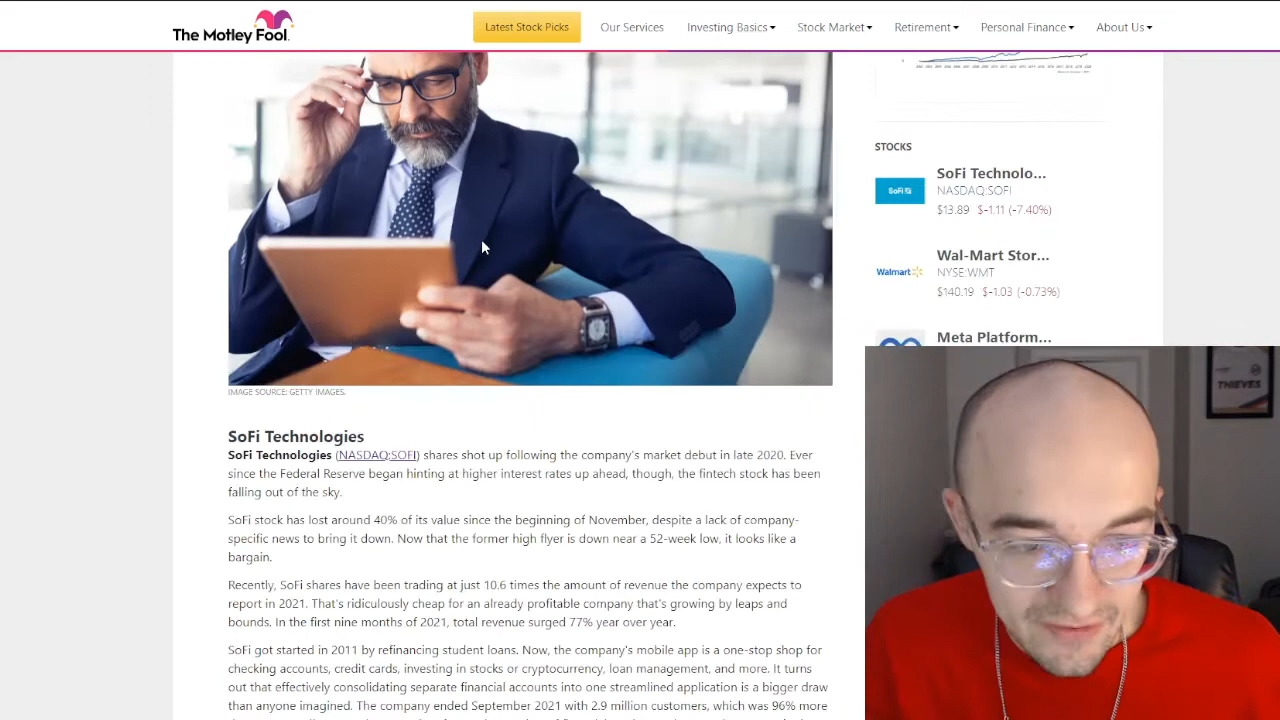 The Motley Fool.
Latest Stock Picks
Our Services
Investing Basics
Stock Market
Retirement
Personal Finance
About Us
STOCKS
SoFi
SoFi Technolo...
NASDAQ:SOFI
$13.89 $-1.11 (-7.40%)
Walmart
Wal-Mart Stor...
NYSE:WMT
$140.19 $-1.03 (-0.73%)
Meta Platform...
THIEVES
IMAGE SOURCE: GETTY IMAGES.
SoFi Technologies
SoFi Technologies (NASDAQ:SOFI) shares shot up following the company's market debut in late 2020. Ever
since the Federal Reserve began hinting at higher interest rates up ahead, though, the fintech stock has been
falling out of the sky.
SoFi stock has lost around 40% of its value since the beginning of November, despite a lack of company-
specific news to bring it down. Now that the former high flyer is down near a 52-week low, it looks like a
bargain.
Recently, SoFi shares have been trading at just 10.6 times the amount of revenue the company expects to
report in 2021. That's ridiculously cheap for an already profitable company that's growing by leaps and
bounds. In the first nine months of 2021, total revenue surged 77% year over year.
SoFi got started in 2011 by refinancing student loans. Now, the company's mobile app is a one-stop shop for
checking accounts, credit cards, investing in stocks or cryptocurrency, loan management, and more. It turns
out that effectively consolidating separate financial accounts into one streamlined application is a bigger draw
than anyone imagined. The company ended September 2021 with 2.9 million customers, which was 96% more